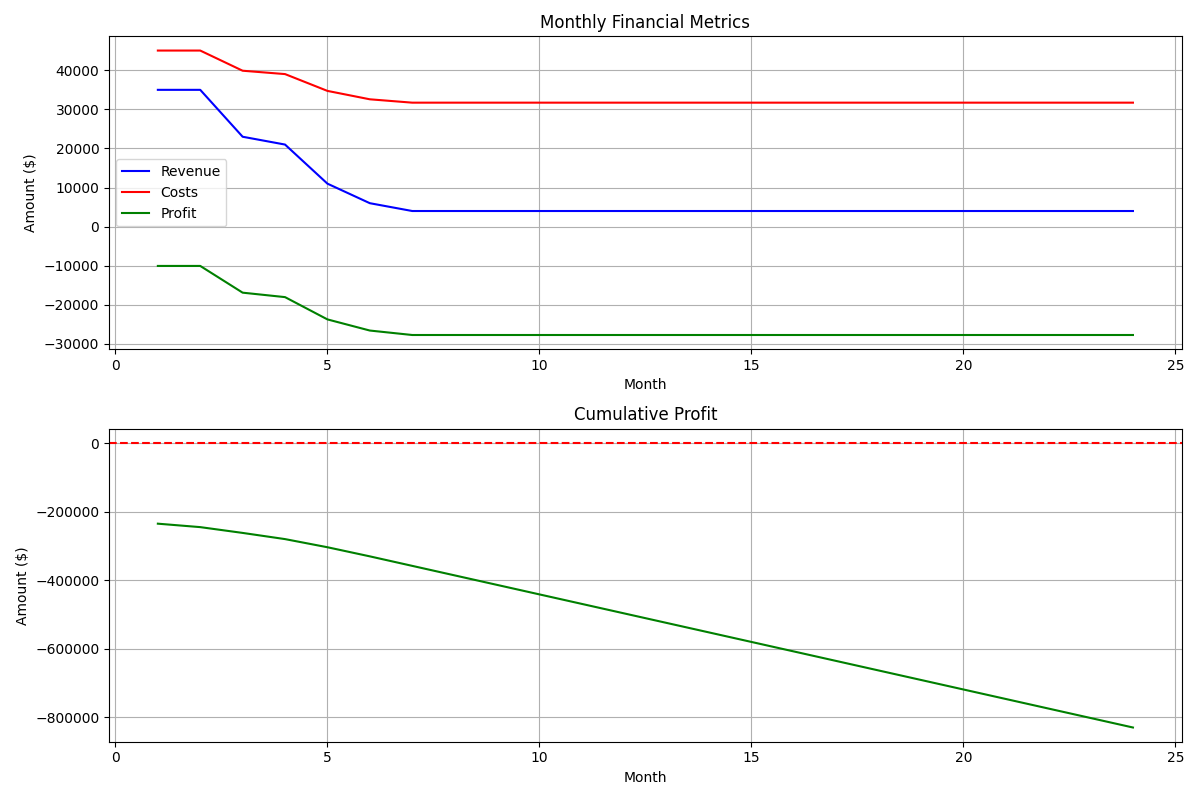 Monthly Financial Metrics
Amount ($)
40000
30000
20000
10000
0
−10000
−20000
−30000
Revenue
Costs
Profit
0 5 10 15 20 25
Month
Cumulative Profit
Amount ($)
0
−200000
−400000
−600000
−800000
0 5 10 15 20 25
Month